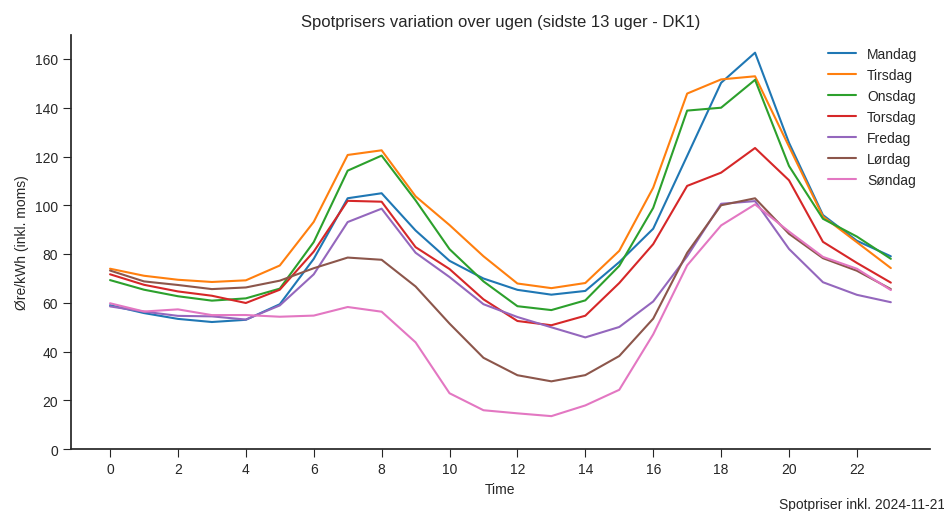 Spotprisers variation over ugen (sidste 13 uger - DK1)
Øre/kWh (inkl. moms)
160
140
120
100
80
60
40
20
0
Mandag
Tirsdag
Onsdag
Torsdag
Fredag
Lørdag
Søndag
0 2 4 6 8 10 12 14 16 18 20 22
Time
Spotpriser inkl. 2024-11-21